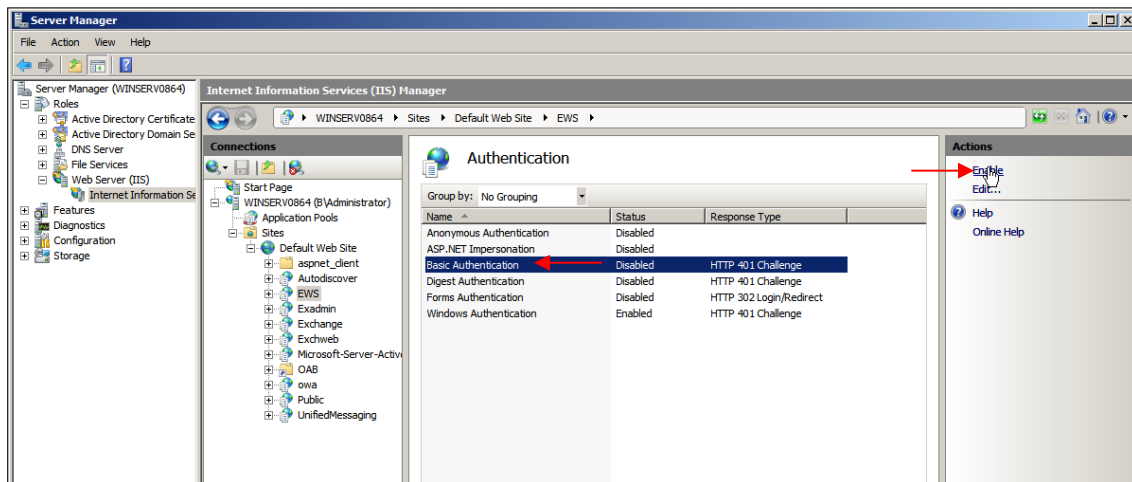 Server Manager
File Action View Help
Server Manager (WINSERV0864)
Roles
Active Directory Certificate
Active Directory Domain Se
DNS Server
File Services
Web Server (IIS)
Internet Information Se
Features
Diagnostics
Configuration
Storage
Internet Information Services (IIS) Manager
WINSERV0864 Sites Default Web Site EWS
Connections
Start Page
WINSERV0864 (B\Administrator)
Application Pools
Sites
Default Web Site
aspnet_client
Autodiscover
EWS
Exadmin
Exchange
Exchweb
Microsoft-Server-Active
OAB
owa
Public
UnifiedMessaging
Authentication
Group by: No Grouping
Name Status Response Type
Anonymous Authentication Disabled
ASP.NET Impersonation Disabled
Basic Authentication Disabled HTTP 401 Challenge
Digest Authentication Disabled HTTP 401 Challenge
Forms Authentication Disabled HTTP 302 Login/Redirect
Windows Authentication Enabled HTTP 401 Challenge
Actions
Enable
Edit...
Help
Online Help